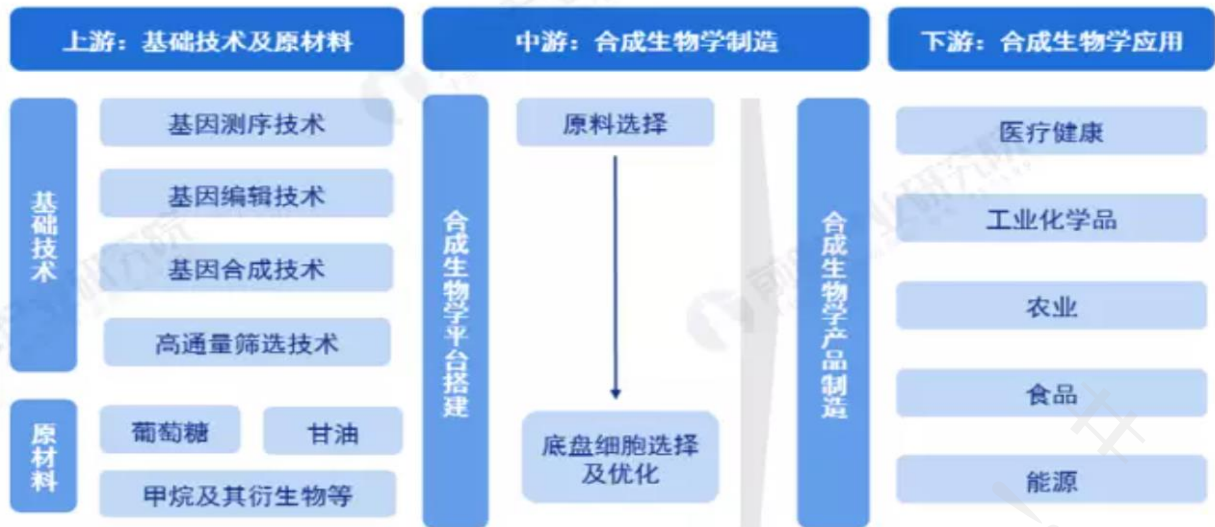 上游：基础技术及原材料
中游：合成生物学制造
下游：合成生物学应用
基础技术
基因测序技术
基因编辑技术
基因合成技术
高通量筛选技术
原材料
葡萄糖
甘油
甲烷及其衍生物等
合成生物学平台搭建
原料选择
底盘细胞选择
及优化
合成生物学产品制造
医疗健康
工业化学品
农业
食品
能源